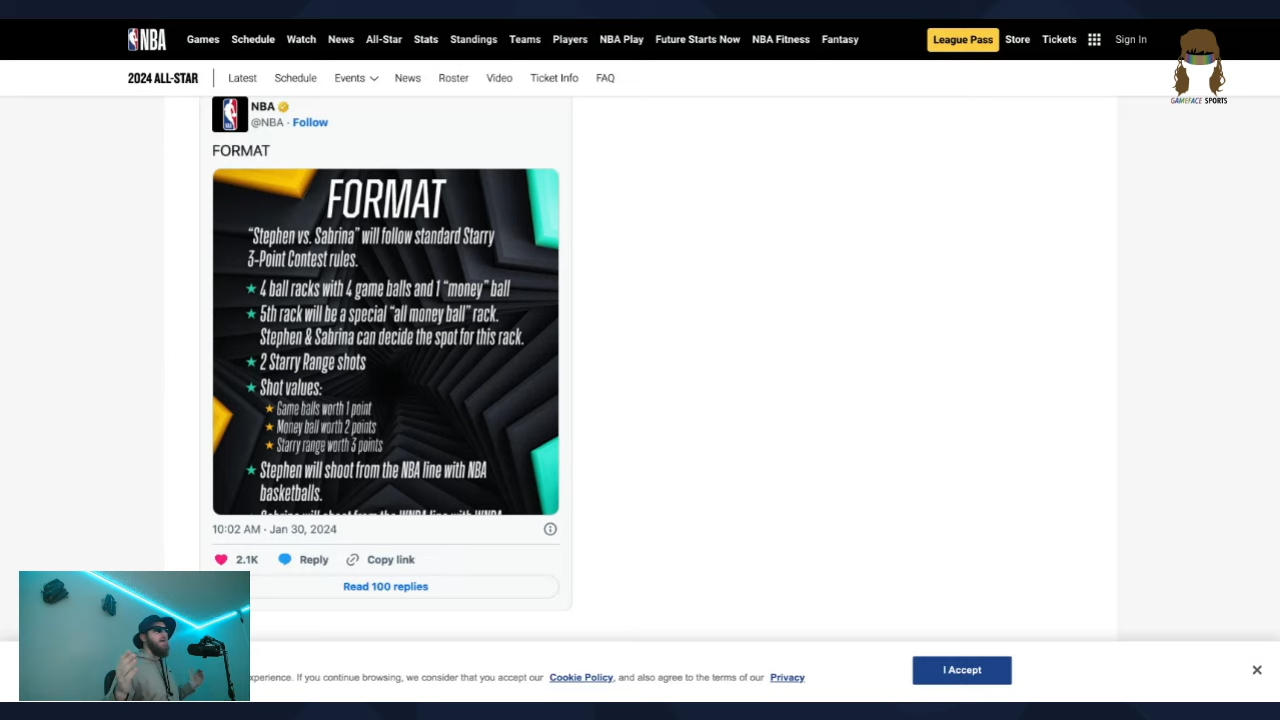 NBA Games Schedule Watch News All-Star Stats Standings Teams Players NBA Play Future Starts Now NBA Fitness Fantasy League Pass Store Tickets Sign In
GAMEFACE SPORTS
2024 ALL-STAR Latest Schedule Events News Roster Video Ticket Info FAQ
NBA
@NBA · Follow
FORMAT
FORMAT
"Stephen vs. Sabrina" will follow standard Starry
3-Point Contest rules.
4 ball racks with 4 game balls and 1 "money" ball
5th rack will be a special "all money ball" rack.
Stephen & Sabrina can decide the spot for this rack.
2 Starry Range shots
Shot values:
Game balls worth 1 point
Money ball worth 2 points
Starry range worth 3 points
Stephen will shoot from the NBA line with NBA
basketballs.
10:02 AM · Jan 30, 2024
2.1K Reply Copy link
Read 100 replies
If you continue browsing, we consider that you accept our Cookie Policy, and also agree to the terms of our Privacy
I Accept